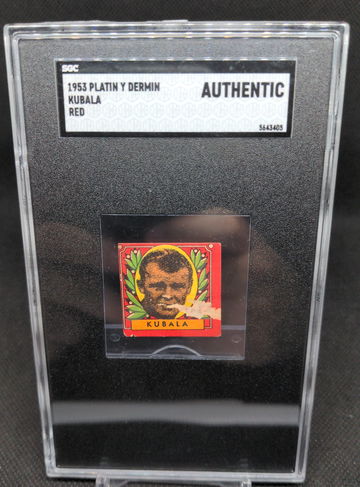 SGC
1953 PLATIN Y DERMIN
KUBALA
RED
AUTHENTIC
5643405
KUBALA